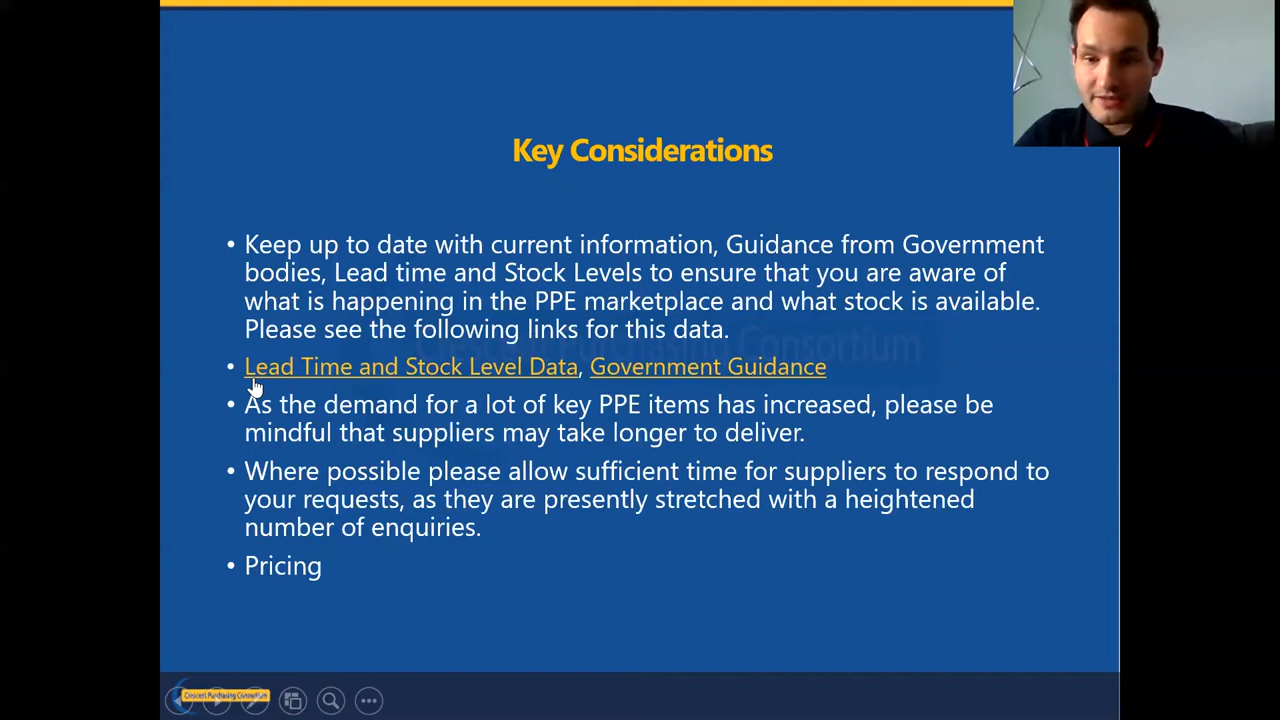 Key Considerations
• Keep up to date with current information, Guidance from Government
bodies, Lead time and Stock Levels to ensure that you are aware of
what is happening in the PPE marketplace and what stock is available.
Please see the following links for this data.
• Lead Time and Stock Level Data, Government Guidance
• As the demand for a lot of key PPE items has increased, please be
mindful that suppliers may take longer to deliver.
• Where possible please allow sufficient time for suppliers to respond to
your requests, as they are presently stretched with a heightened
number of enquiries.
• Pricing
Crescent Purchasing Consortium